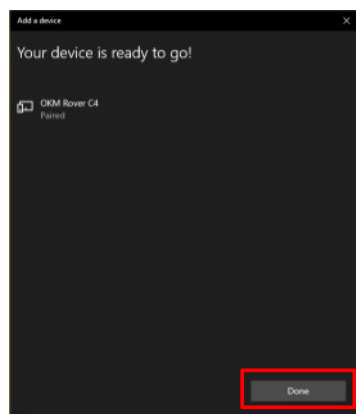 Add a device
Your device is ready to go!
OKM Rover C4
Paired
Done